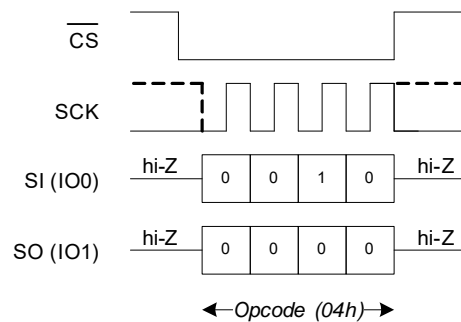 CS
SCK
hi-Z 0 0 1 0 hi-Z
SI (IO0)
hi-Z 0 0 0 0 hi-Z
SO (IO1)
Opcode (04h)